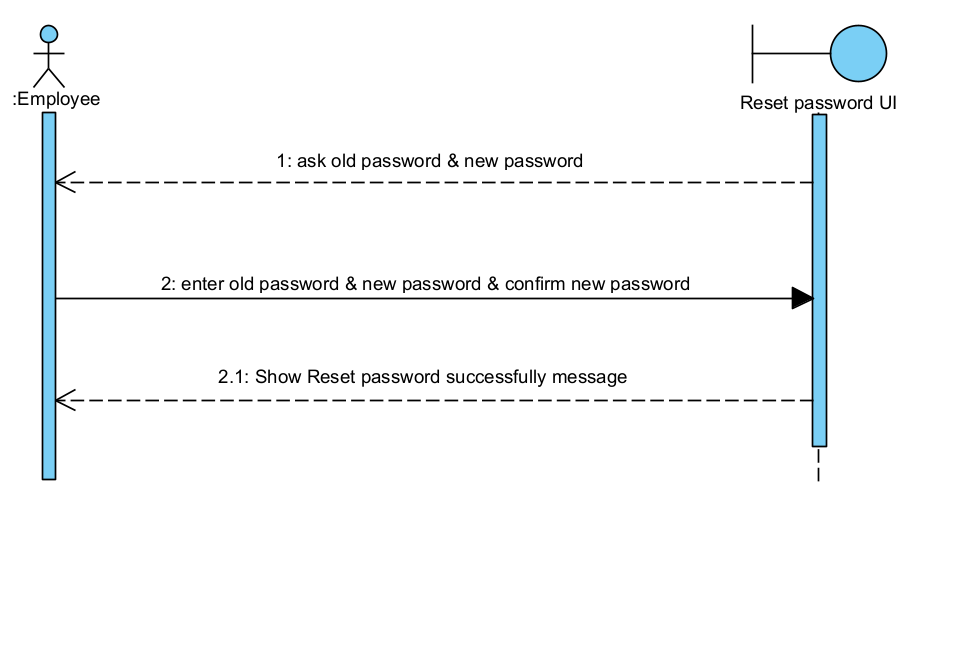 :Employee
Reset password UI
1: ask old password & new password
2: enter old password & new password & confirm new password
2.1: Show Reset password successfully message